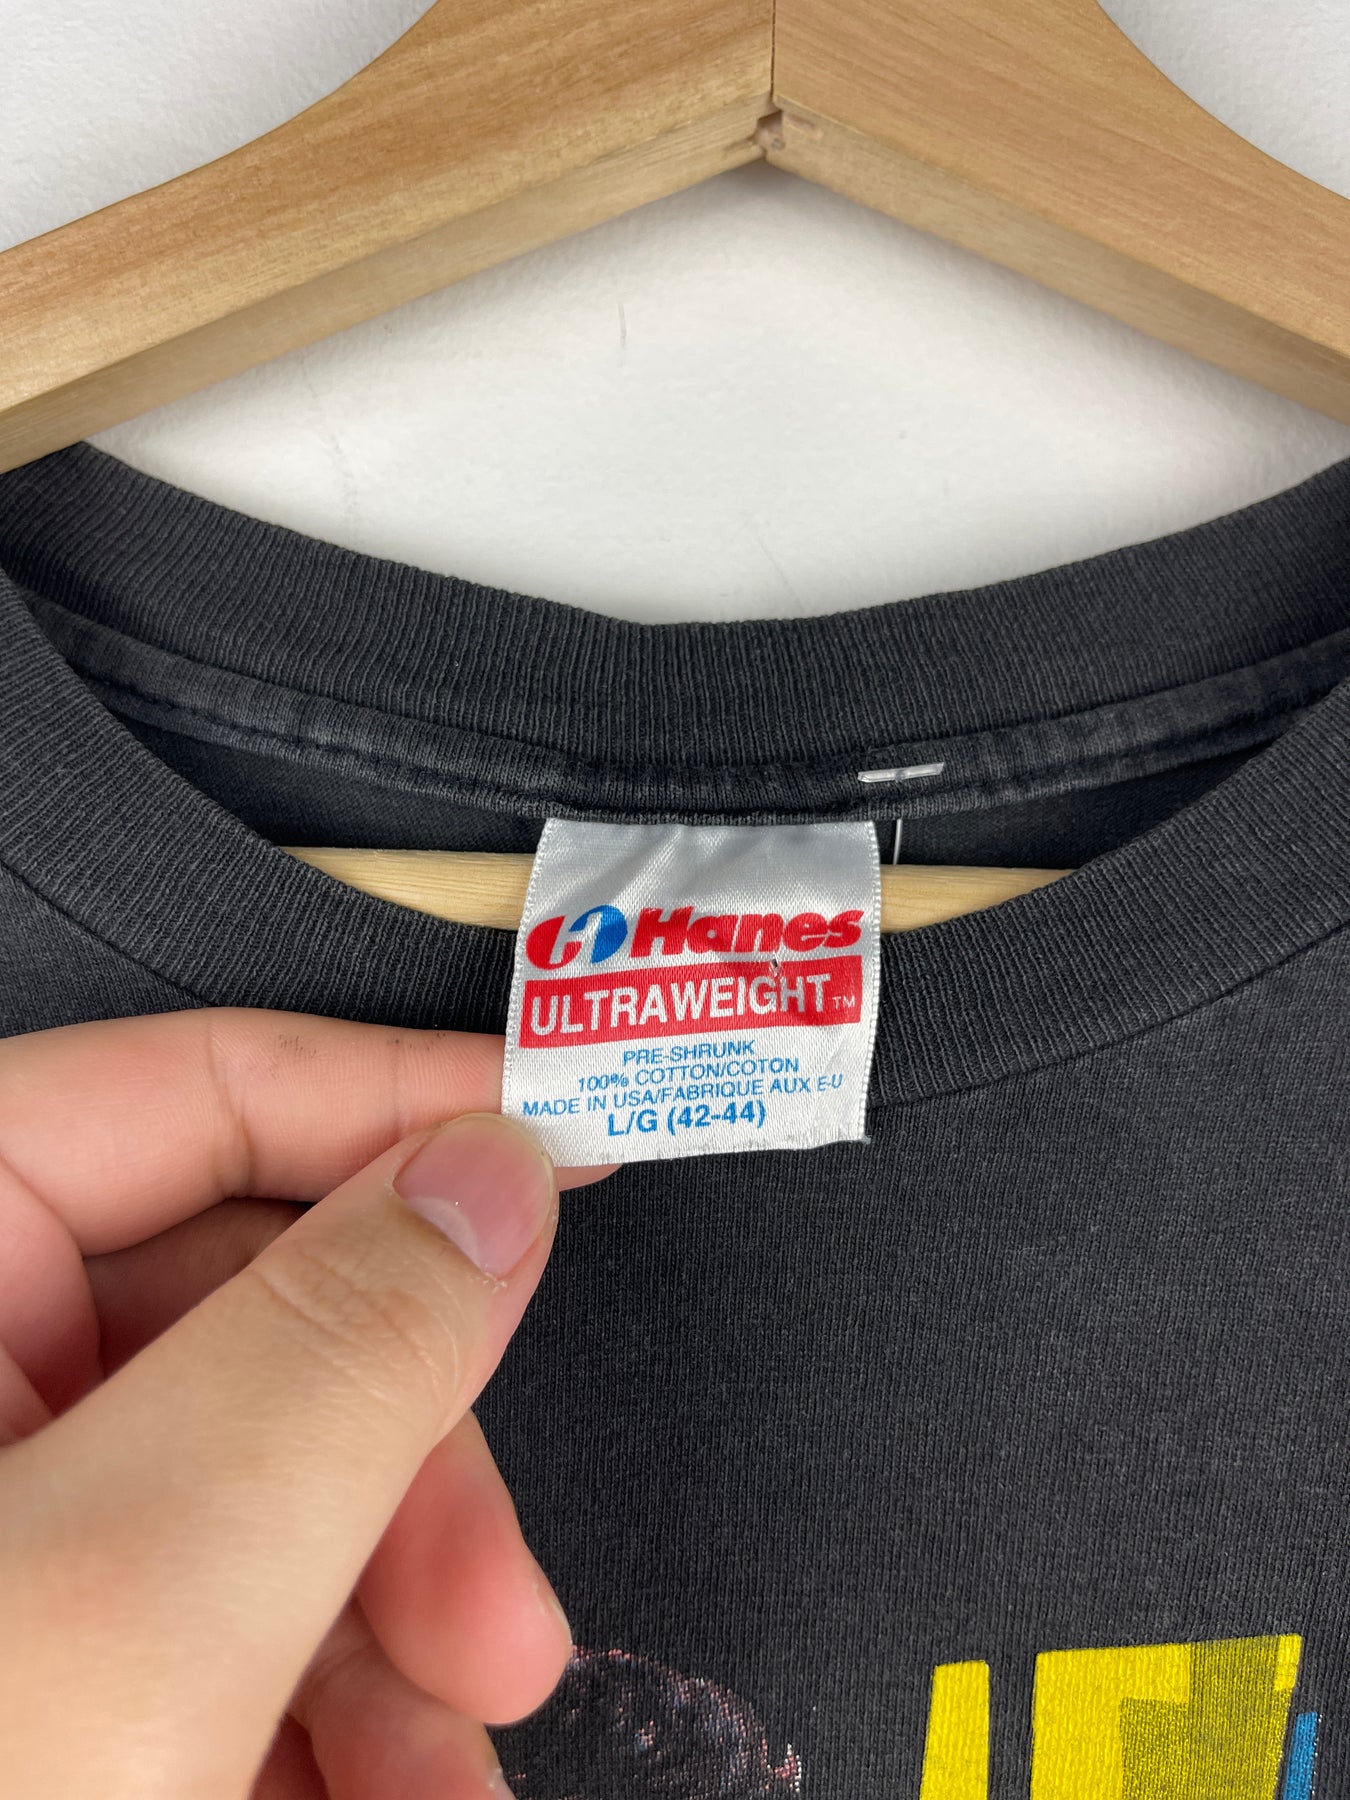 Hanes
ULTRAWEIGHT™
PRE-SHRUNK
100% COTTON/COTON
MADE IN USA/FABRIQUE AUX E-U
L/G (42-44)